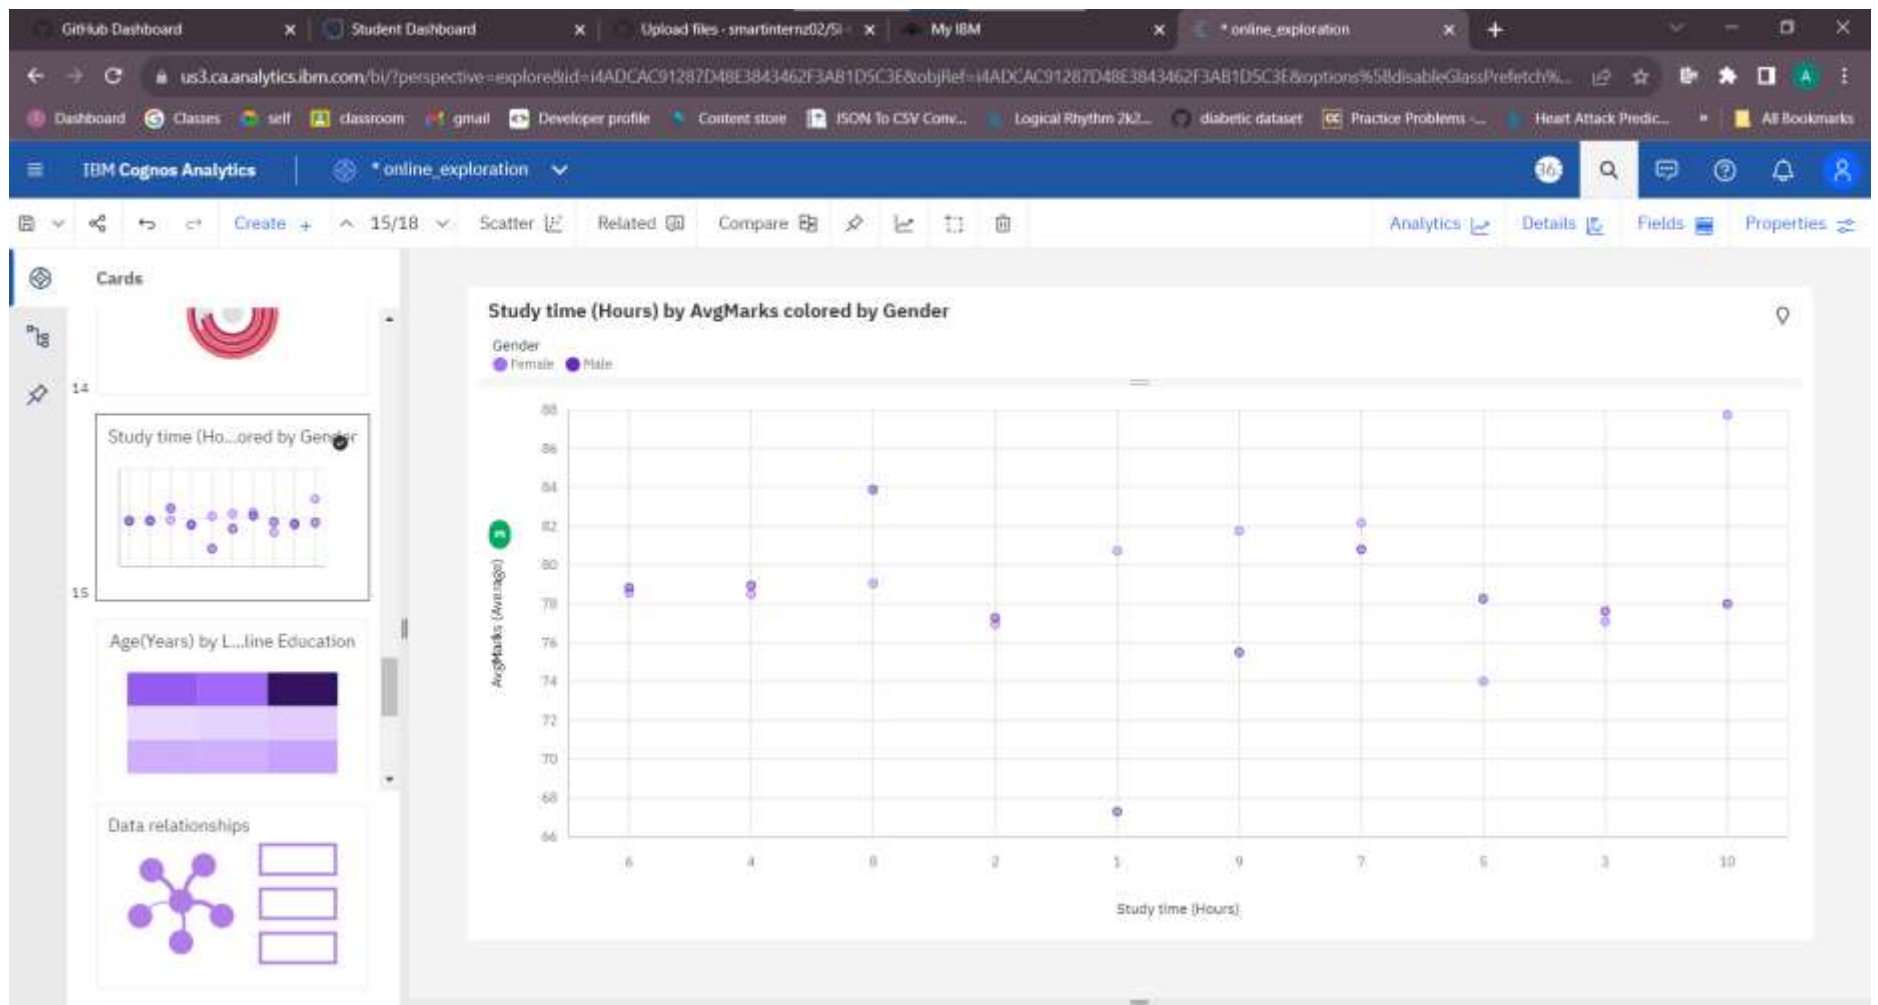 GitHub Dashboard
Student Dashboard
Upload files - smartinternz02/SI
My IBM
* online_exploration
us3.ca.analytics.ibm.com/bi/?perspective=explore&id=i4ADCAC91287D48E3843462F3AB1D5C3E&objRef=i4ADCAC91287D48E3843462F3AB1D5C3E&options%5BdisableGlassPrefetch%...
A
Dashboard
Classes
self
classroom
gmail
Developer profile
Content store
JSON To CSV Conv...
Logical Rhythm 2k2...
diabetic dataset
Practice Problems -...
Heart Attack Predic...
»
All Bookmarks
IBM Cognos Analytics
* online_exploration
Create +
15/18
Scatter
Related
Compare
Analytics
Details
Fields
Properties
Cards
14
Study time (Ho...ored by Gender
15
Age(Years) by L...line Education
Data relationships
Study time (Hours) by AvgMarks colored by Gender
Gender
Female
Male
88
86
84
82
80
78
76
74
72
70
68
66
AvgMarks (Average)
6
4
8
2
1
9
7
5
3
10
Study time (Hours)